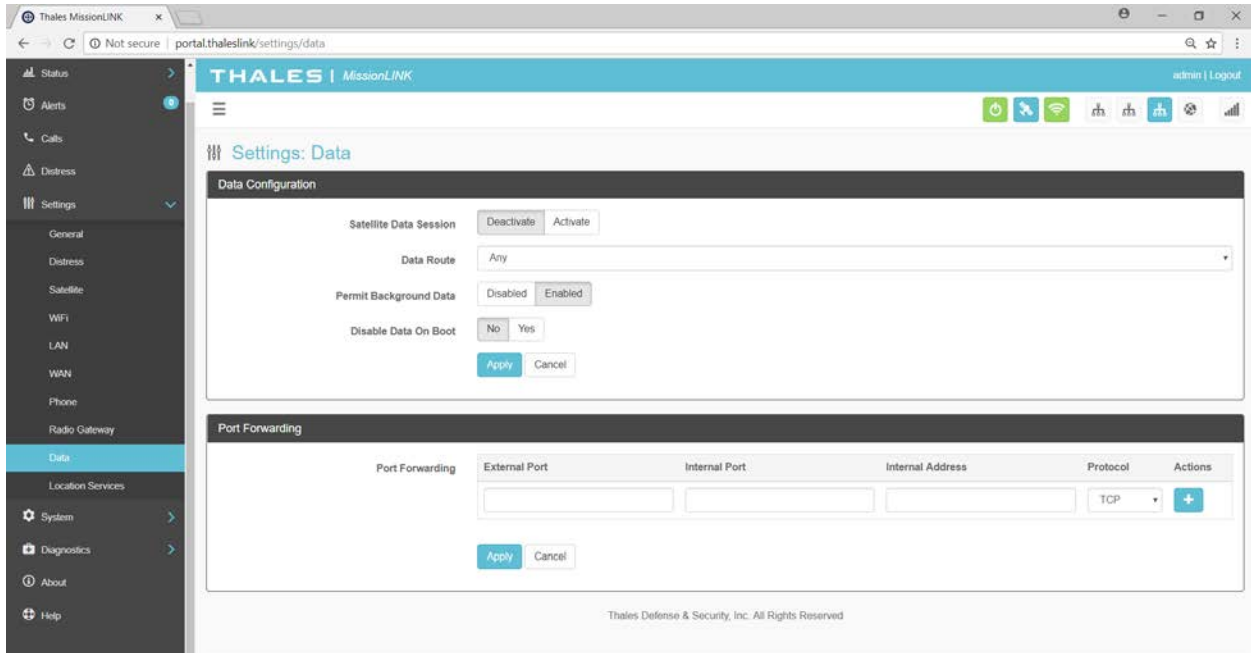 Thales MissionLINK
Not secure | portal.thaleslink/settings/data
Status
THALES | MissionLINK
admin | Logout
Alerts
0
Calls
Distress
Settings
General
Distress
Satellite
WiFi
LAN
WAN
Phone
Radio Gateway
Data
Location Services
System
Diagnostics
About
Help
Settings: Data
Data Configuration
Satellite Data Session Deactivate Activate
Data Route Any
Permit Background Data Disabled Enabled
Disable Data On Boot No Yes
Apply Cancel
Port Forwarding
Port Forwarding External Port Internal Port Internal Address Protocol Actions
TCP +
Apply Cancel
Thales Defense & Security, Inc. All Rights Reserved